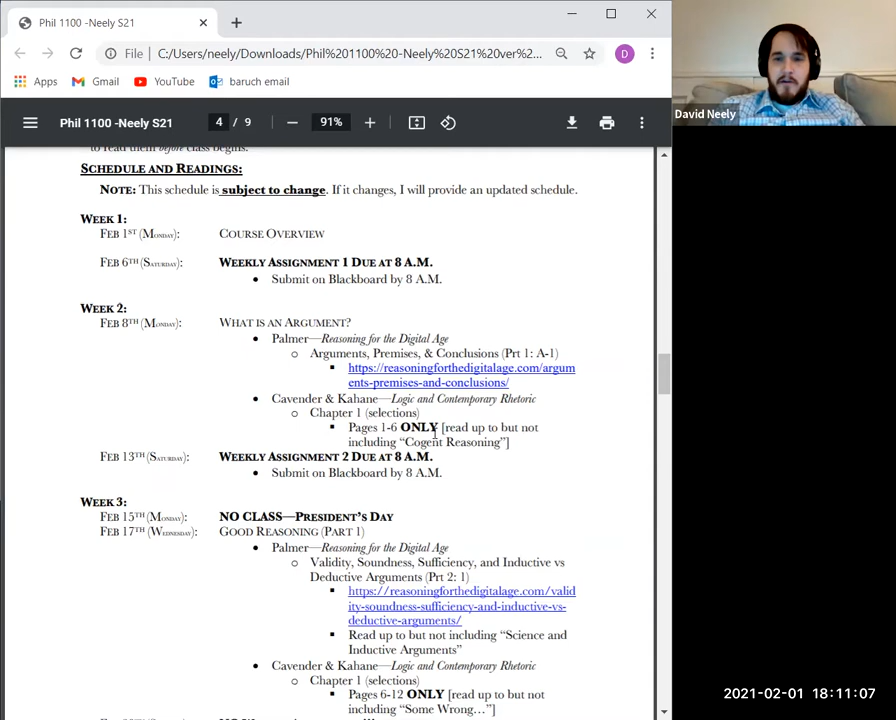 Phil 1100 -Neely S21
File
C:/Users/neely/Downloads/Phil%201100%20-Neely%20S21%20ver%2...
D
Apps
Gmail
YouTube
baruch email
Phil 1100 -Neely S21
4 / 9
91%
David Neely
to read them before class begins.
SCHEDULE AND READINGS:
NOTE: This schedule is subject to change. If it changes, I will provide an updated schedule.
WEEK 1:
FEB 1ST (MONDAY): COURSE OVERVIEW
FEB 6TH (SATURDAY): WEEKLY ASSIGNMENT 1 DUE AT 8 A.M.
• Submit on Blackboard by 8 A.M.
WEEK 2:
FEB 8TH (MONDAY): WHAT IS AN ARGUMENT?
• Palmer—Reasoning for the Digital Age
o Arguments, Premises, & Conclusions (Prt 1: A-1)
▪ https://reasoningforthedigitalage.com/argum
ents-premises-and-conclusions/
• Cavender & Kahane—Logic and Contemporary Rhetoric
o Chapter 1 (selections)
▪ Pages 1-6 ONLY [read up to but not
including “Cogent Reasoning”]
FEB 13TH (SATURDAY): WEEKLY ASSIGNMENT 2 DUE AT 8 A.M.
• Submit on Blackboard by 8 A.M.
WEEK 3:
FEB 15TH (MONDAY): NO CLASS—PRESIDENT’S DAY
FEB 17TH (WEDNESDAY): GOOD REASONING (PART 1)
• Palmer—Reasoning for the Digital Age
o Validity, Soundness, Sufficiency, and Inductive vs
Deductive Arguments (Prt 2: 1)
▪ https://reasoningforthedigitalage.com/valid
ity-soundness-sufficiency-and-inductive-vs-
deductive-arguments/
▪ Read up to but not including “Science and
Inductive Arguments”
• Cavender & Kahane—Logic and Contemporary Rhetoric
o Chapter 1 (selections)
▪ Pages 6-12 ONLY [read up to but not
including “Some Wrong…”]
2021-02-01 18:11:07